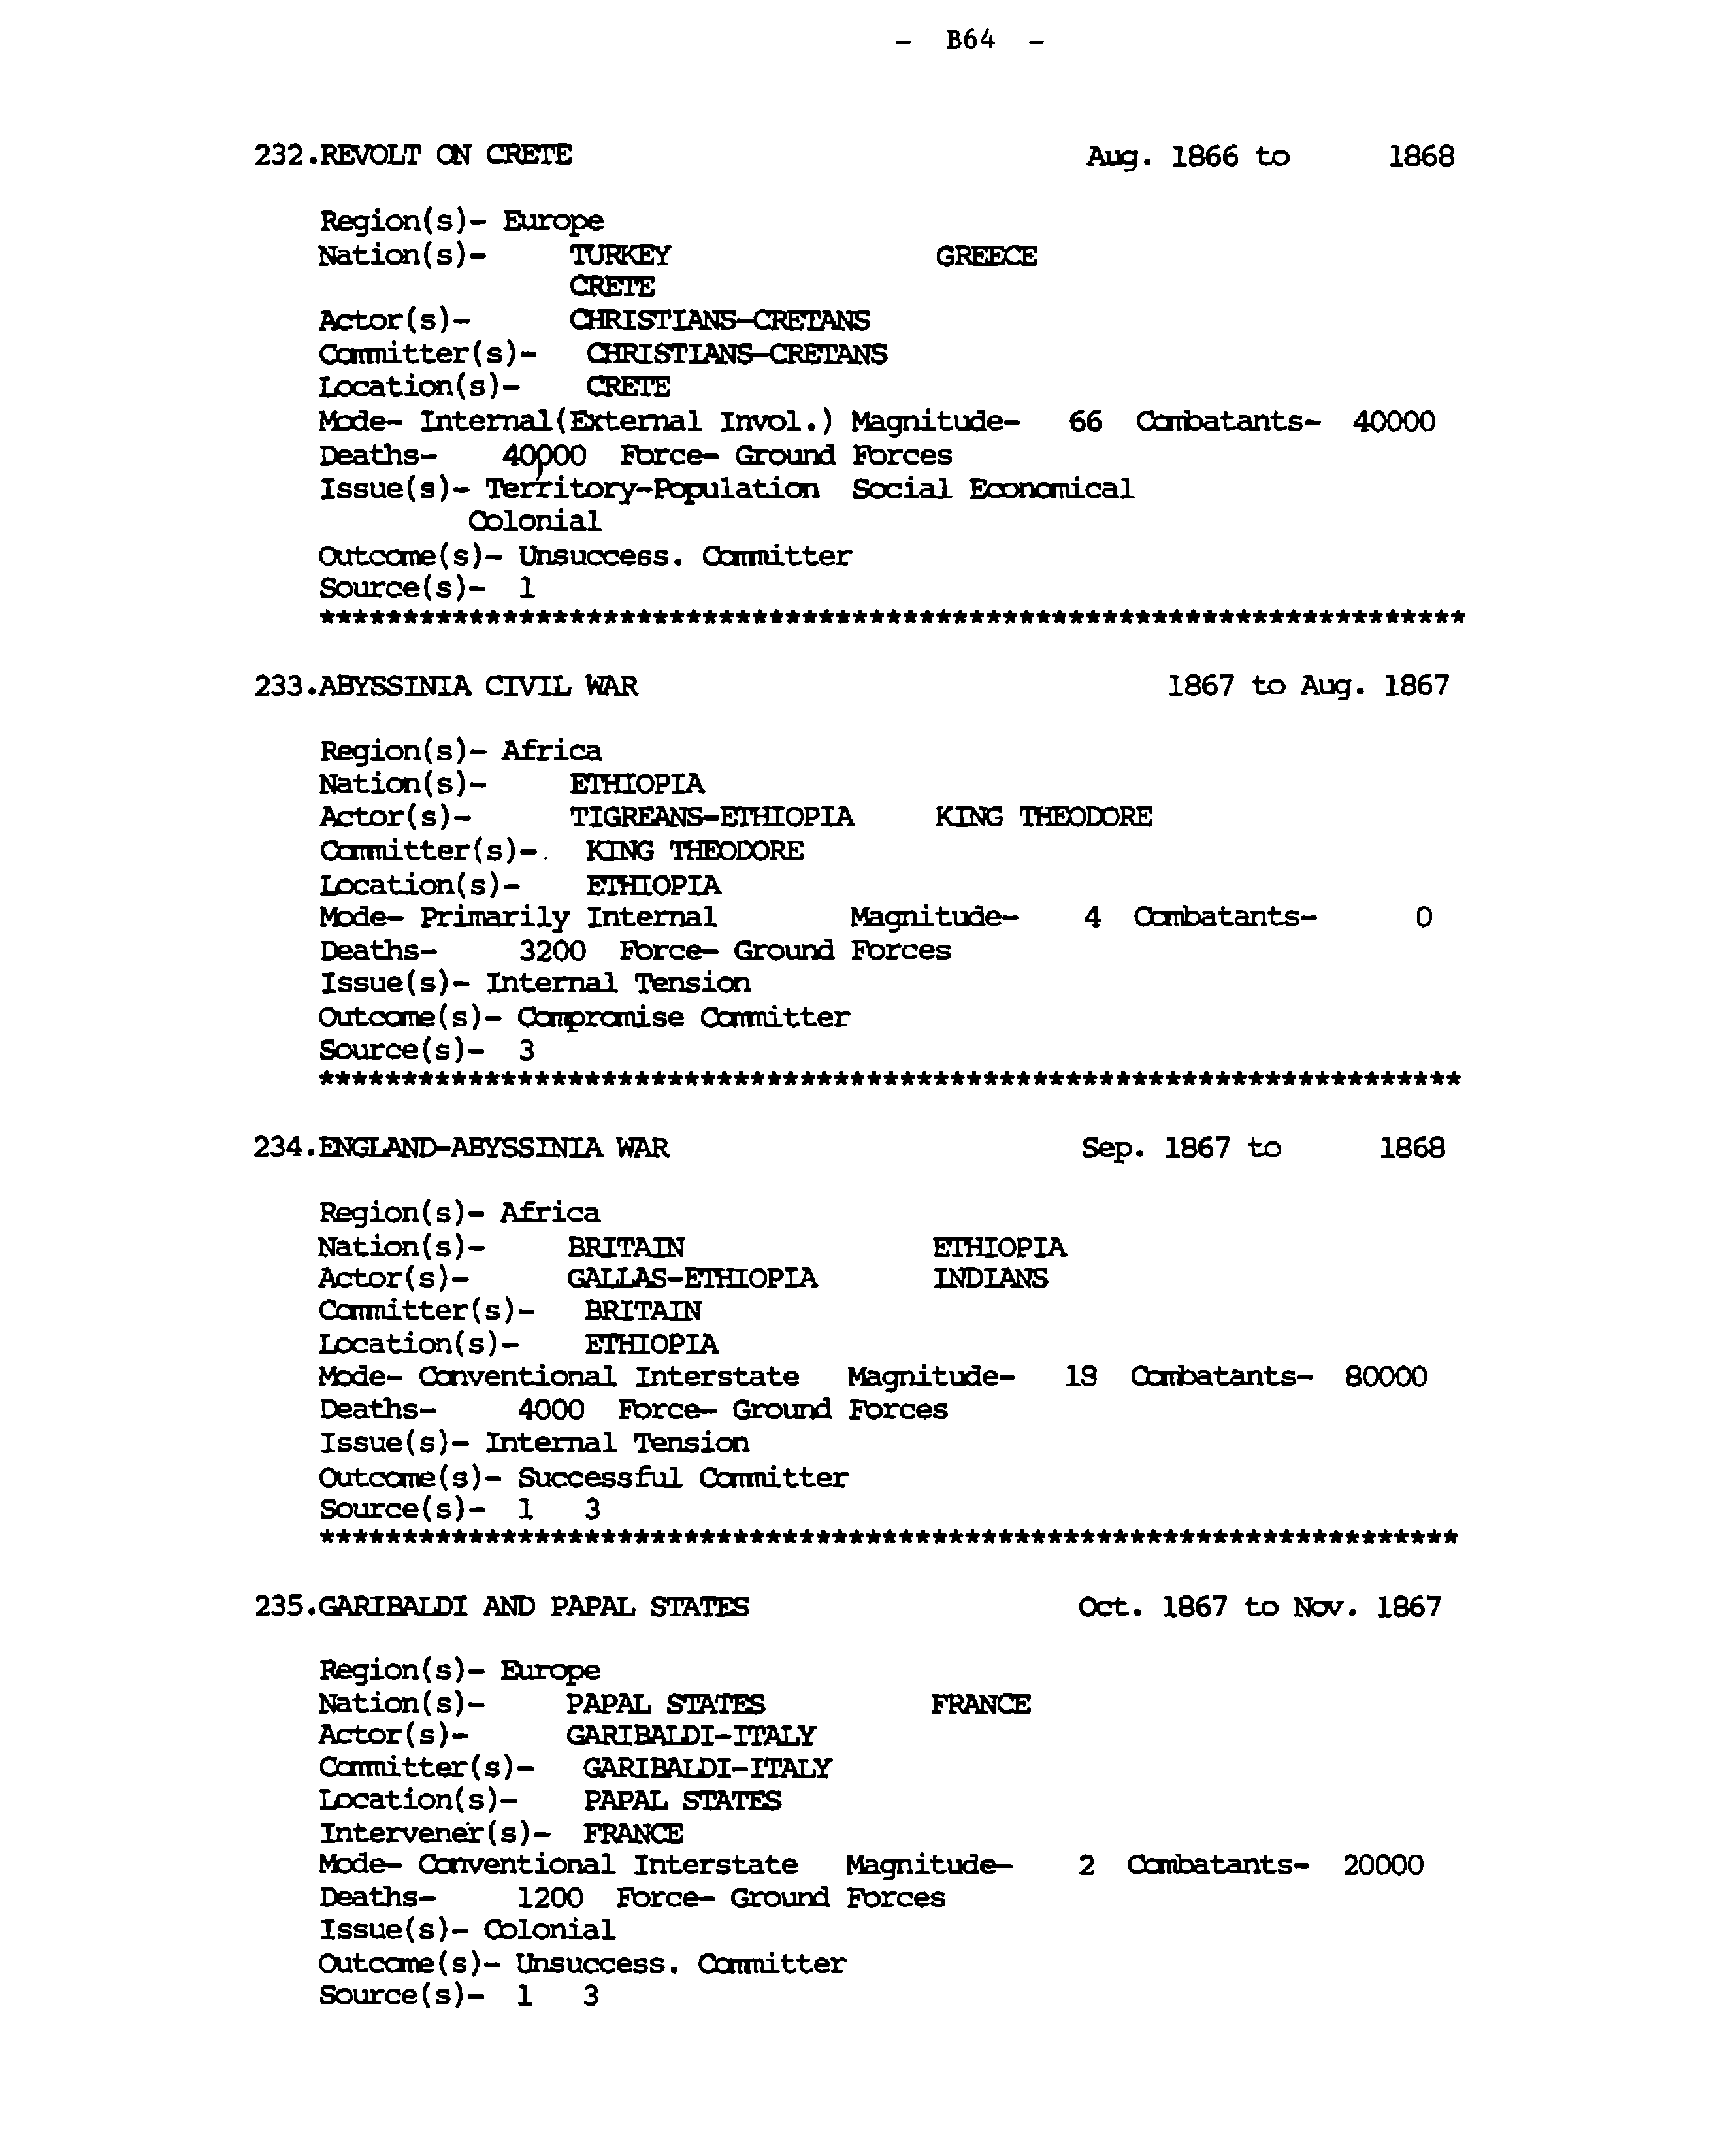 - B64 -
232.REVOLT ON CRETE Aug. 1866 to 1868
Region(s)- Europe
Nation(s)- TURKEY GREECE
CRETE
Actor(s)- CHRISTIANS-CRETANS
Committer(s)- CHRISTIANS-CRETANS
Location(s)- CRETE
Mode- Internal(External Invol.) Magnitude- 66 Combatants- 40000
Deaths- 40000 Force- Ground Forces
Issue(s)- Territory-Population Social Economical
Colonial
Outcome(s)- Unsuccess. Committer
Source(s)- 1
*********************************************************************
233.ABYSSINIA CIVIL WAR 1867 to Aug. 1867
Region(s)- Africa
Nation(s)- ETHIOPIA
Actor(s)- TIGREANS-ETHIOPIA KING THEODORE
Committer(s)- KING THEODORE
Location(s)- ETHIOPIA
Mode- Primarily Internal Magnitude- 4 Combatants- 0
Deaths- 3200 Force- Ground Forces
Issue(s)- Internal Tension
Outcome(s)- Compromise Committer
Source(s)- 3
*********************************************************************
234.ENGLAND-ABYSSINIA WAR Sep. 1867 to 1868
Region(s)- Africa
Nation(s)- BRITAIN ETHIOPIA
Actor(s)- GALLAS-ETHIOPIA INDIANS
Committer(s)- BRITAIN
Location(s)- ETHIOPIA
Mode- Conventional Interstate Magnitude- 18 Combatants- 80000
Deaths- 4000 Force- Ground Forces
Issue(s)- Internal Tension
Outcome(s)- Successful Committer
Source(s)- 1 3
*********************************************************************
235.GARIBALDI AND PAPAL STATES Oct. 1867 to Nov. 1867
Region(s)- Europe
Nation(s)- PAPAL STATES FRANCE
Actor(s)- GARIBALDI-ITALY
Committer(s)- GARIBALDI-ITALY
Location(s)- PAPAL STATES
Intervener(s)- FRANCE
Mode- Conventional Interstate Magnitude- 2 Combatants- 20000
Deaths- 1200 Force- Ground Forces
Issue(s)- Colonial
Outcome(s)- Unsuccess. Committer
Source(s)- 1 3